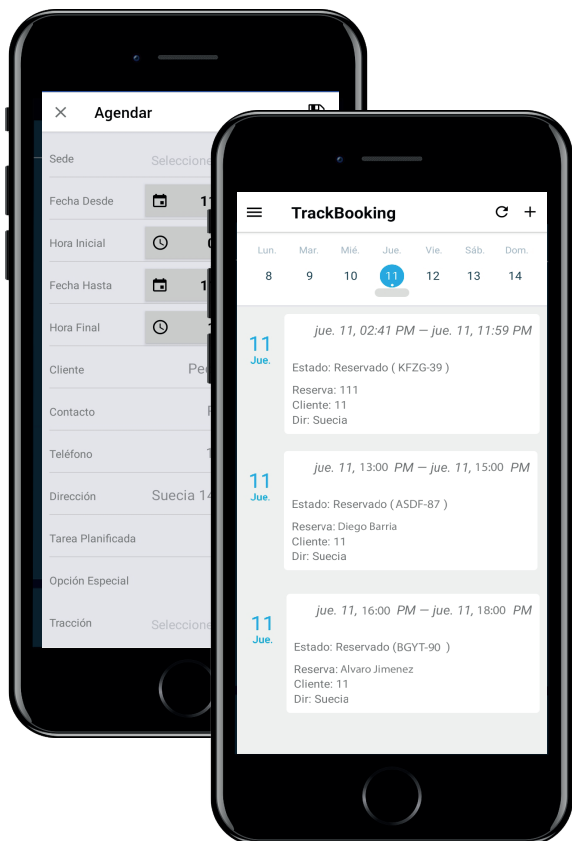 Agendar
Sede
Seleccione
Fecha Desde
Hora Inicial
Fecha Hasta
Hora Final
Cliente
Contacto
Teléfono
Dirección Suecia 14
Tarea Planificada
Opción Especial
Tracción
Seleccione
TrackBooking
Lun. Mar. Mié. Jue. Vie. Sáb. Dom.
8 9 10 11 12 13 14
11
Jue.
jue. 11, 02:41 PM — jue. 11, 11:59 PM
Estado: Reservado ( KFZG-39 )
Reserva: 111
Cliente: 11
Dir: Suecia
11
Jue.
jue. 11, 13:00 PM — jue. 11, 15:00 PM
Estado: Reservado ( ASDF-87 )
Reserva: Diego Barria
Cliente: 11
Dir: Suecia
11
Jue.
jue. 11, 16:00 PM — jue. 11, 18:00 PM
Estado: Reservado (BGYT-90 )
Reserva: Alvaro Jimenez
Cliente: 11
Dir: Suecia